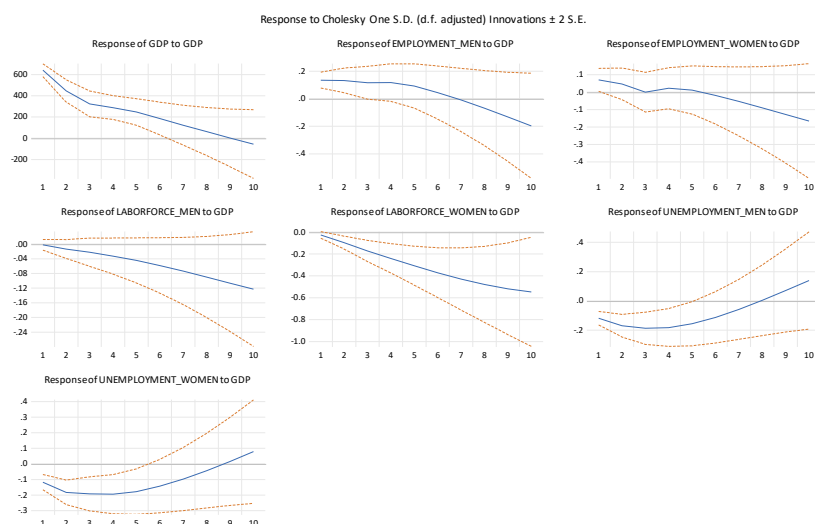 Response to Cholesky One S.D. (d.f. adjusted) Innovations ± 2 S.E.
Response of GDP to GDP
600
400
200
0
-200
1 2 3 4 5 6 7 8 9 10
Response of EMPLOYMENT_MEN to GDP
.2
.0
-.2
-.4
1 2 3 4 5 6 7 8 9 10
Response of EMPLOYMENT_WOMEN to GDP
.1
.0
-.1
-.2
-.3
-.4
1 2 3 4 5 6 7 8 9 10
Response of LABORFORCE_MEN to GDP
.00
-.04
-.08
-.12
-.16
-.20
-.24
1 2 3 4 5 6 7 8 9 10
Response of LABORFORCE_WOMEN to GDP
0.0
-0.2
-0.4
-0.6
-0.8
-1.0
1 2 3 4 5 6 7 8 9 10
Response of UNEMPLOYMENT_MEN to GDP
.4
.2
.0
-.2
1 2 3 4 5 6 7 8 9 10
Response of UNEMPLOYMENT_WOMEN to GDP
.4
.3
.2
.1
.0
-.1
-.2
-.3
1 2 3 4 5 6 7 8 9 10